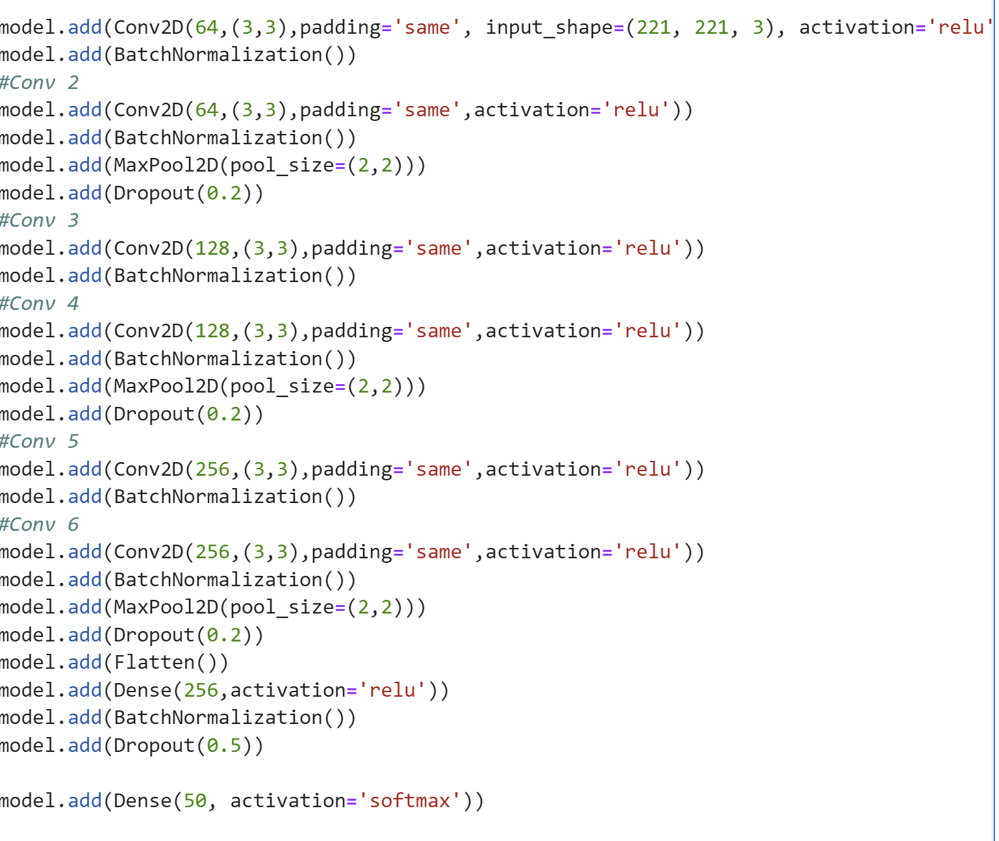 model.add(Conv2D(64,(3,3),padding='same', input_shape=(221, 221, 3), activation='relu'
model.add(BatchNormalization())
#Conv 2
model.add(Conv2D(64,(3,3),padding='same',activation='relu'))
model.add(BatchNormalization())
model.add(MaxPool2D(pool_size=(2,2)))
model.add(Dropout(0.2))
#Conv 3
model.add(Conv2D(128,(3,3),padding='same',activation='relu'))
model.add(BatchNormalization())
#Conv 4
model.add(Conv2D(128,(3,3),padding='same',activation='relu'))
model.add(BatchNormalization())
model.add(MaxPool2D(pool_size=(2,2)))
model.add(Dropout(0.2))
#Conv 5
model.add(Conv2D(256,(3,3),padding='same',activation='relu'))
model.add(BatchNormalization())
#Conv 6
model.add(Conv2D(256,(3,3),padding='same',activation='relu'))
model.add(BatchNormalization())
model.add(MaxPool2D(pool_size=(2,2)))
model.add(Dropout(0.2))
model.add(Flatten())
model.add(Dense(256,activation='relu'))
model.add(BatchNormalization())
model.add(Dropout(0.5))
model.add(Dense(50, activation='softmax'))